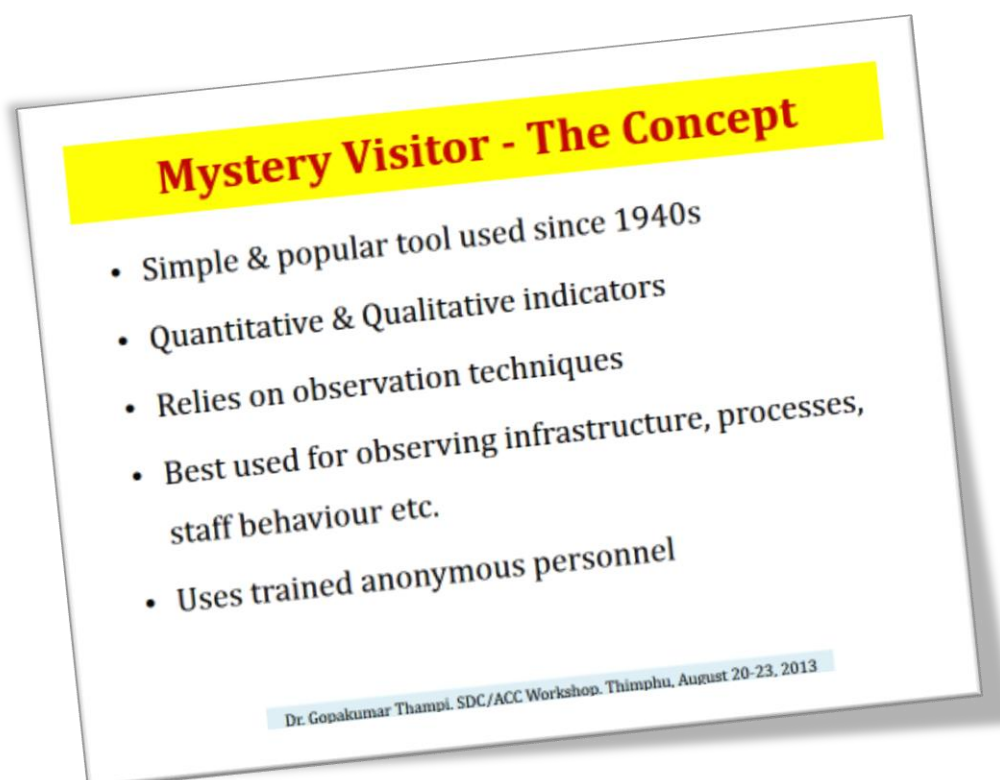 Mystery Visitor - The Concept
• Simple & popular tool used since 1940s
• Quantitative & Qualitative indicators
• Relies on observation techniques
• Best used for observing infrastructure, processes,
staff behaviour etc.
• Uses trained anonymous personnel
Dr. Gopakumar Thampi. SDC/ACC Workshop. Thimphu, August 20-23, 2013